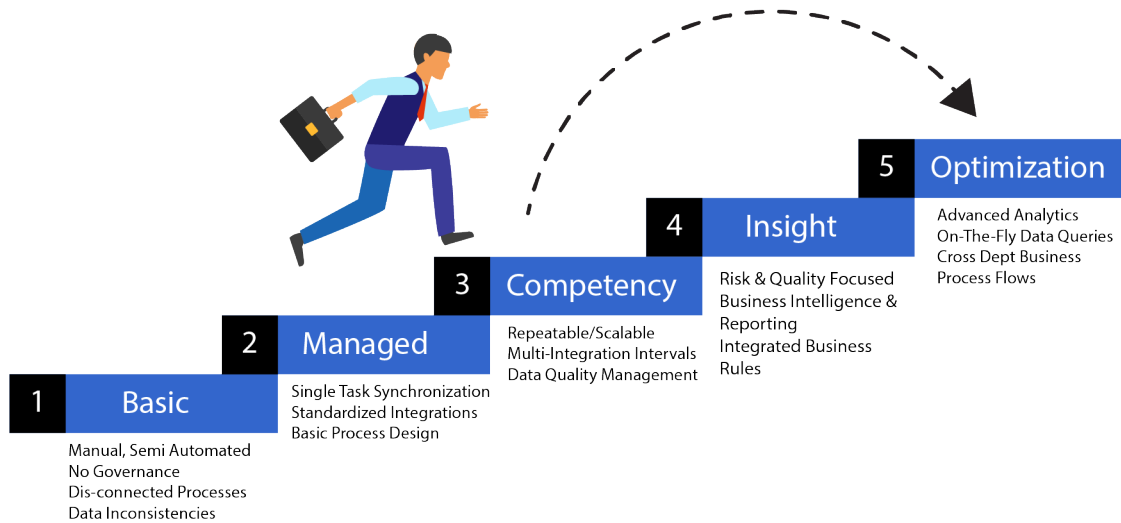 1
Basic
Manual, Semi Automated
No Governance
Dis-connected Processes
Data Inconsistencies
2
Managed
Single Task Synchronization
Standardized Integrations
Basic Process Design
3
Competency
Repeatable/Scalable
Multi-Integration Intervals
Data Quality Management
4
Insight
Risk & Quality Focused
Business Intelligence &
Reporting
Integrated Business
Rules
5
Optimization
Advanced Analytics
On-The-Fly Data Queries
Cross Dept Business
Process Flows